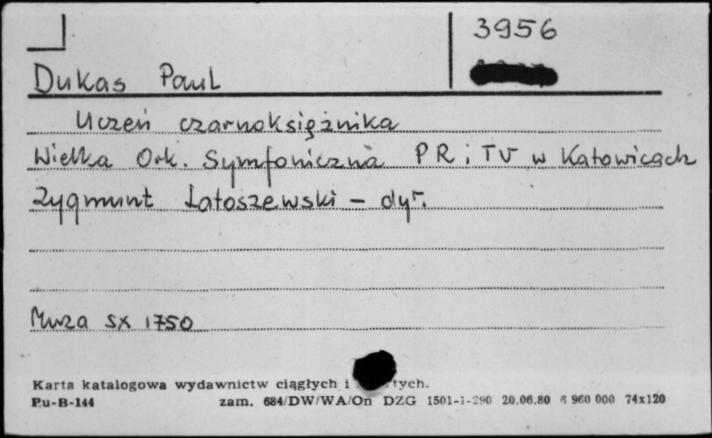 3956
Dukas Paul
Uczeń czarnoksiężnika
Wielka Ork. Symfoniczna PR i TV w Katowicach
Zygmunt Latoszewski - dyr.
Muza SX 1750
Karta katalogowa wydawnictw ciągłych i
Pu-B-144 zam. 684/DW/WA/On DZG 1501-1-290 20.06.80 960 000 74x120